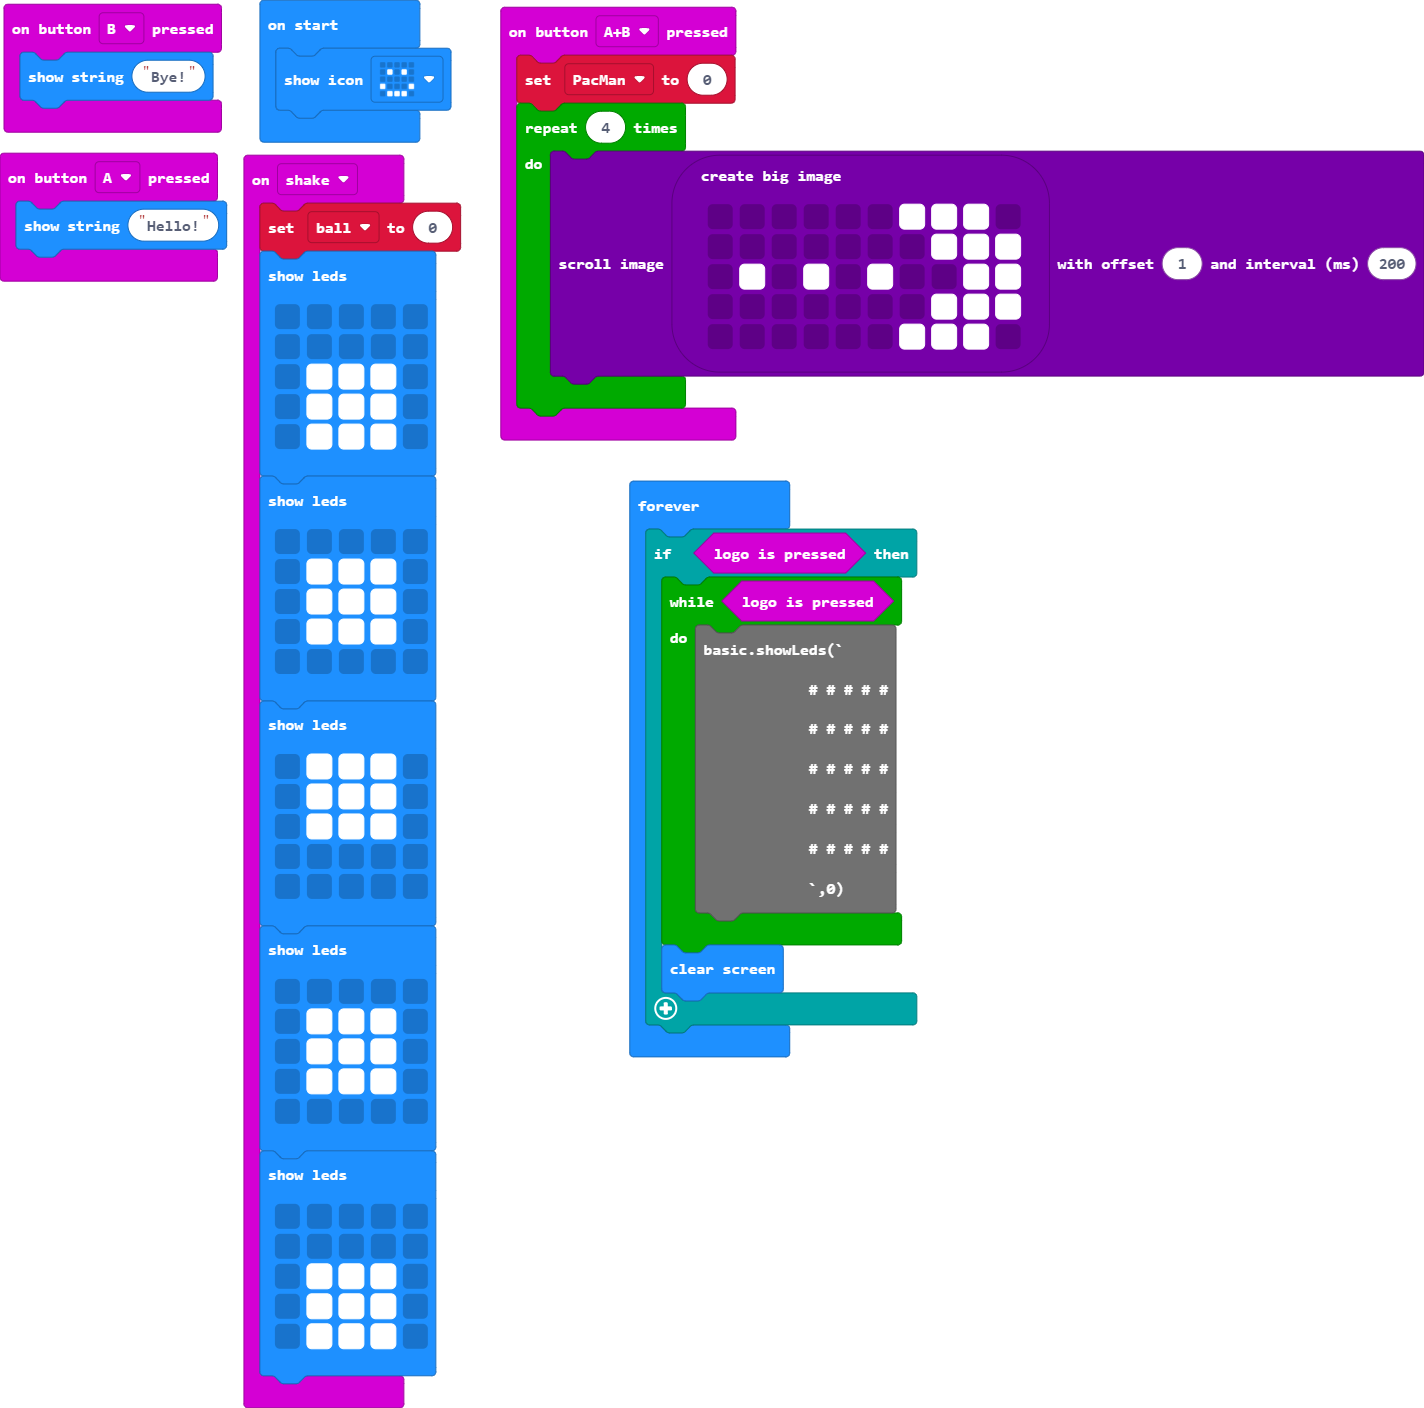 on button B pressed
show string "Bye!"
on start
show icon
on button A+B pressed
set PacMan to 0
repeat 4 times
do
create big image
scroll image with offset 1 and interval (ms) 200
on button A pressed
show string "Hello!"
on shake
set ball to 0
show leds
show leds
show leds
show leds
show leds
forever
if logo is pressed then
while logo is pressed
do
basic.showLeds(`
# # # # #
# # # # #
# # # # #
# # # # #
# # # # #
`,0)
clear screen